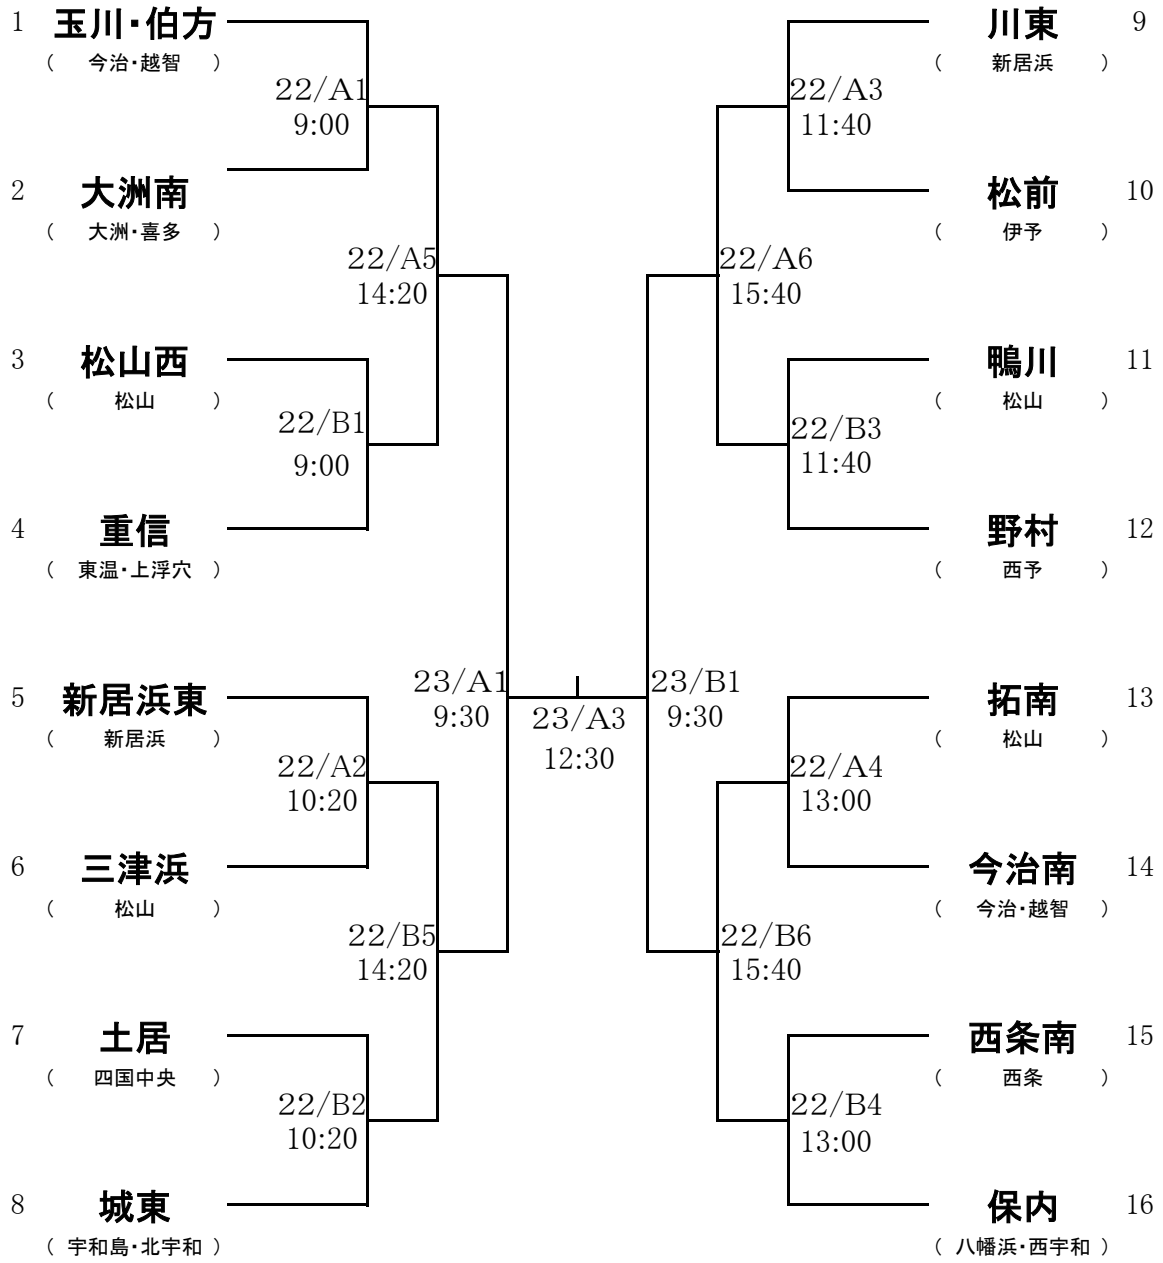 1 玉川・伯方
( 今治・越智 )
22/A1
9:00
2 大洲南
( 大洲・喜多 )
22/A5
14:20
3 松山西
( 松山 )
22/B1
9:00
4 重信
( 東温・上浮穴 )
23/A1
9:30
5 新居浜東
( 新居浜 )
22/A2
10:20
6 三津浜
( 松山 )
22/B5
14:20
7 土居
( 四国中央 )
22/B2
10:20
8 城東
( 宇和島・北宇和 )
23/A3
12:30
川東 9
( 新居浜 )
22/A3
11:40
松前 10
( 伊予 )
22/A6
15:40
鴨川 11
( 松山 )
22/B3
11:40
野村 12
( 西予 )
23/B1
9:30
拓南 13
( 松山 )
22/A4
13:00
今治南 14
( 今治・越智 )
22/B6
15:40
西条南 15
( 西条 )
22/B4
13:00
保内 16
( 八幡浜・西宇和 )